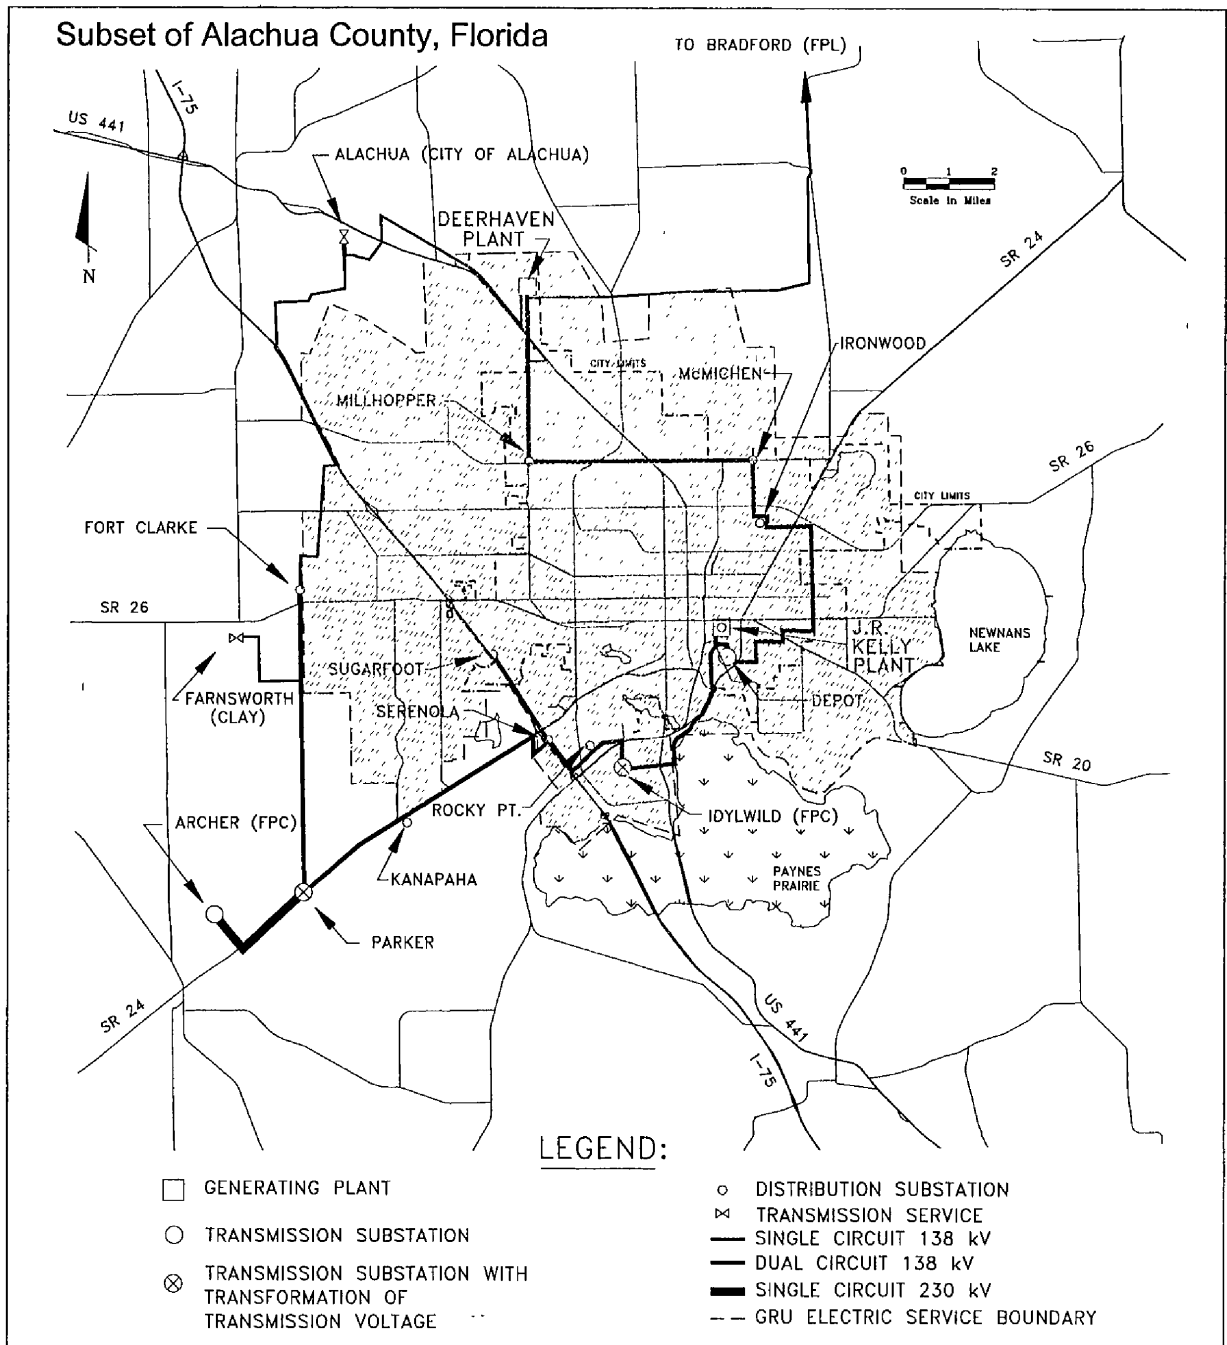 Subset of Alachua County, Florida
TO BRADFORD (FPL)
I-75
US 441
ALACHUA (CITY OF ALACHUA)
0 1 2
Scale in Miles
DEERHAVEN
PLANT
SR 24
N
IRONWOOD
CITY LIMITS
McMICHEN
MILLHOPPER
SR 26
CITY LIMITS
FORT CLARKE
SR 26
J.R.
KELLY
PLANT
NEWNANS
LAKE
SUGARFOOT
FARNSWORTH
(CLAY)
SERENOLA
DEPOT
SR 20
ROCKY PT.
IDYLWILD (FPC)
ARCHER (FPC)
KANAPAHA
PAYNES
PRAIRIE
PARKER
SR 24
US 441
I-75
LEGEND:
GENERATING PLANT
TRANSMISSION SUBSTATION
TRANSMISSION SUBSTATION WITH
TRANSFORMATION OF
TRANSMISSION VOLTAGE
DISTRIBUTION SUBSTATION
TRANSMISSION SERVICE
SINGLE CIRCUIT 138 kV
DUAL CIRCUIT 138 kV
SINGLE CIRCUIT 230 kV
GRU ELECTRIC SERVICE BOUNDARY